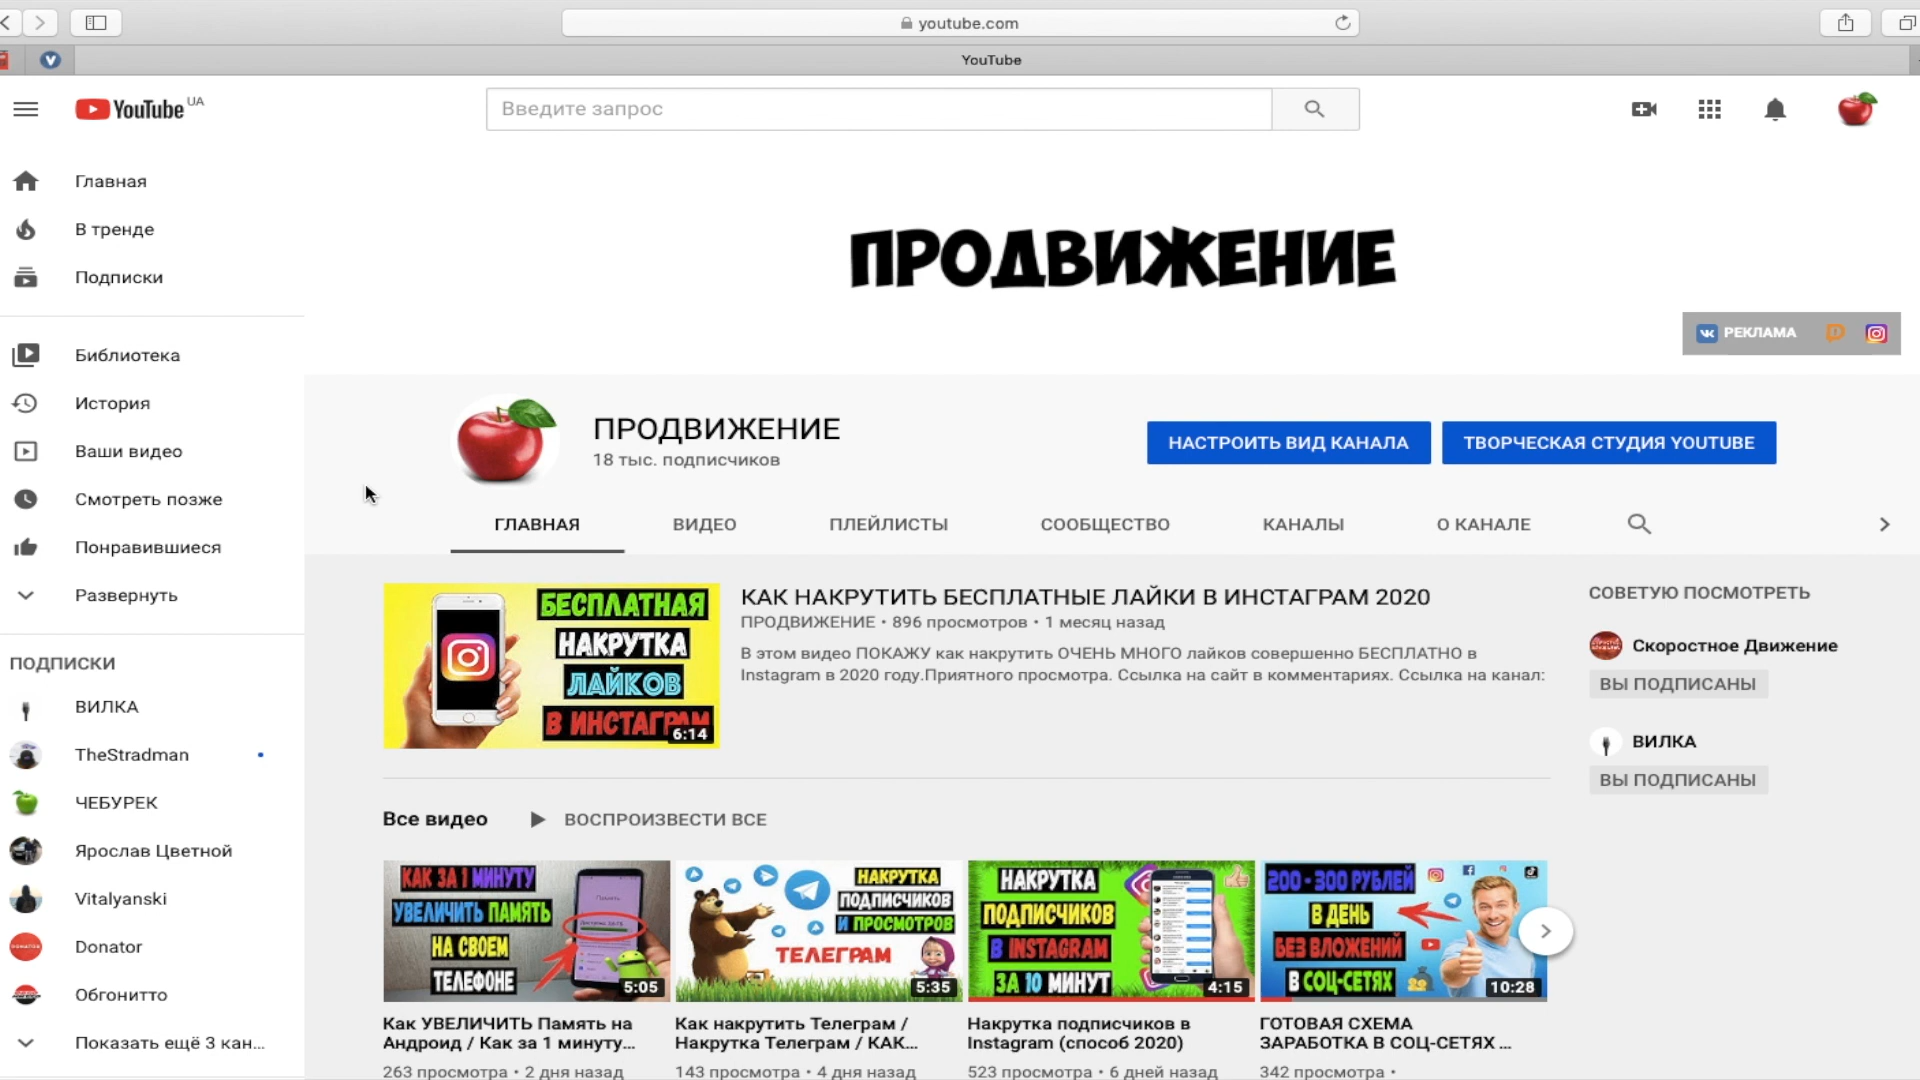 youtube.com
YouTube
YouTube UA
Введите запрос
Главная
В тренде
Подписки
Библиотека
История
Ваши видео
Смотреть позже
Понравившиеся
Развернуть
ПОДПИСКИ
ВИЛКА
TheStradman
ЧЕБУРЕК
Ярослав Цветной
Vitalyanski
Donator
Обгонитто
Показать ещё 3 кан...
ПРОДВИЖЕНИЕ
РЕКЛАМА
ПРОДВИЖЕНИЕ
18 тыс. подписчиков
НАСТРОИТЬ ВИД КАНАЛА
ТВОРЧЕСКАЯ СТУДИЯ YOUTUBE
ГЛАВНАЯ
ВИДЕО
ПЛЕЙЛИСТЫ
СООБЩЕСТВО
КАНАЛЫ
О КАНАЛЕ
БЕСПЛАТНАЯ
НАКРУТКА
ЛАЙКОВ
В ИНСТАГРАМ
6:14
КАК НАКРУТИТЬ БЕСПЛАТНЫЕ ЛАЙКИ В ИНСТАГРАМ 2020
ПРОДВИЖЕНИЕ • 896 просмотров • 1 месяц назад
В этом видео ПОКАЖУ как накрутить ОЧЕНЬ МНОГО лайков совершенно БЕСПЛАТНО в
Instagram в 2020 году.Приятного просмотра. Ссылка на сайт в комментариях. Ссылка на канал:
СОВЕТУЮ ПОСМОТРЕТЬ
Скоростное Движение
ВЫ ПОДПИСАНЫ
ВИЛКА
ВЫ ПОДПИСАНЫ
Все видео
ВОСПРОИЗВЕСТИ ВСЕ
КАК ЗА 1 МИНУТУ
УВЕЛИЧИТЬ ПАМЯТЬ
НА СВОЕМ
ТЕЛЕФОНЕ
5:05
Как УВЕЛИЧИТЬ Память на
Андроид / Как за 1 минуту...
263 просмотра • 2 дня назад
НАКРУТКА
ПОДПИСЧИКОВ
И ПРОСМОТРОВ
ТЕЛЕГРАМ
5:35
Как накрутить Телеграм /
Накрутка Телеграм / КАК...
143 просмотра • 4 дня назад
НАКРУТКА
ПОДПИСЧИКОВ
В INSTAGRAM
ЗА 10 МИНУТ
4:15
Накрутка подписчиков в
Instagram (способ 2020)
523 просмотра • 6 дней назад
200 - 300 РУБЛЕЙ
В ДЕНЬ
БЕЗ ВЛОЖЕНИЙ
В СОЦ-СЕТЯХ
10:28
ГОТОВАЯ СХЕМА
ЗАРАБОТКА В СОЦ-СЕТЯХ ...
342 просмотра •